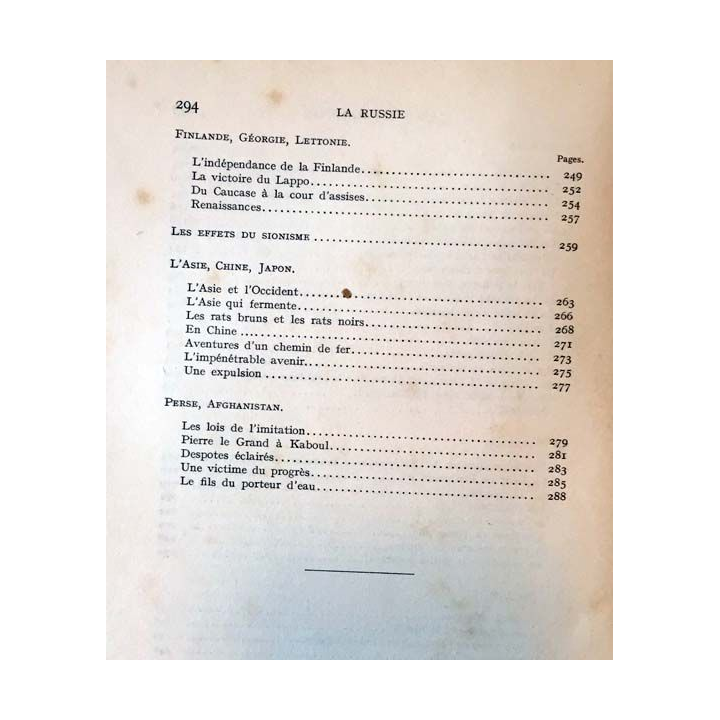 294
LA RUSSIE
FINLANDE, GÉORGIE, LETTONIE.
Pages.
L'indépendance de la Finlande........ 249
La victoire du Lappo........ 252
Du Caucase à la cour d'assises........ 254
Renaissances........ 257
LES EFFETS DU SIONISME........ 259
L'ASIE, CHINE, JAPON.
L'Asie et l'Occident........ 263
L'Asie qui fermente........ 266
Les rats bruns et les rats noirs........ 268
En Chine........ 271
Aventures d'un chemin de fer........ 273
L'impénétrable avenir........ 275
Une expulsion........ 277
PERSE, AFGHANISTAN.
Les lois de l'imitation........ 279
Pierre le Grand à Kaboul........ 281
Despotes éclairés........ 283
Une victime du progrès........ 285
Le fils du porteur d'eau........ 288